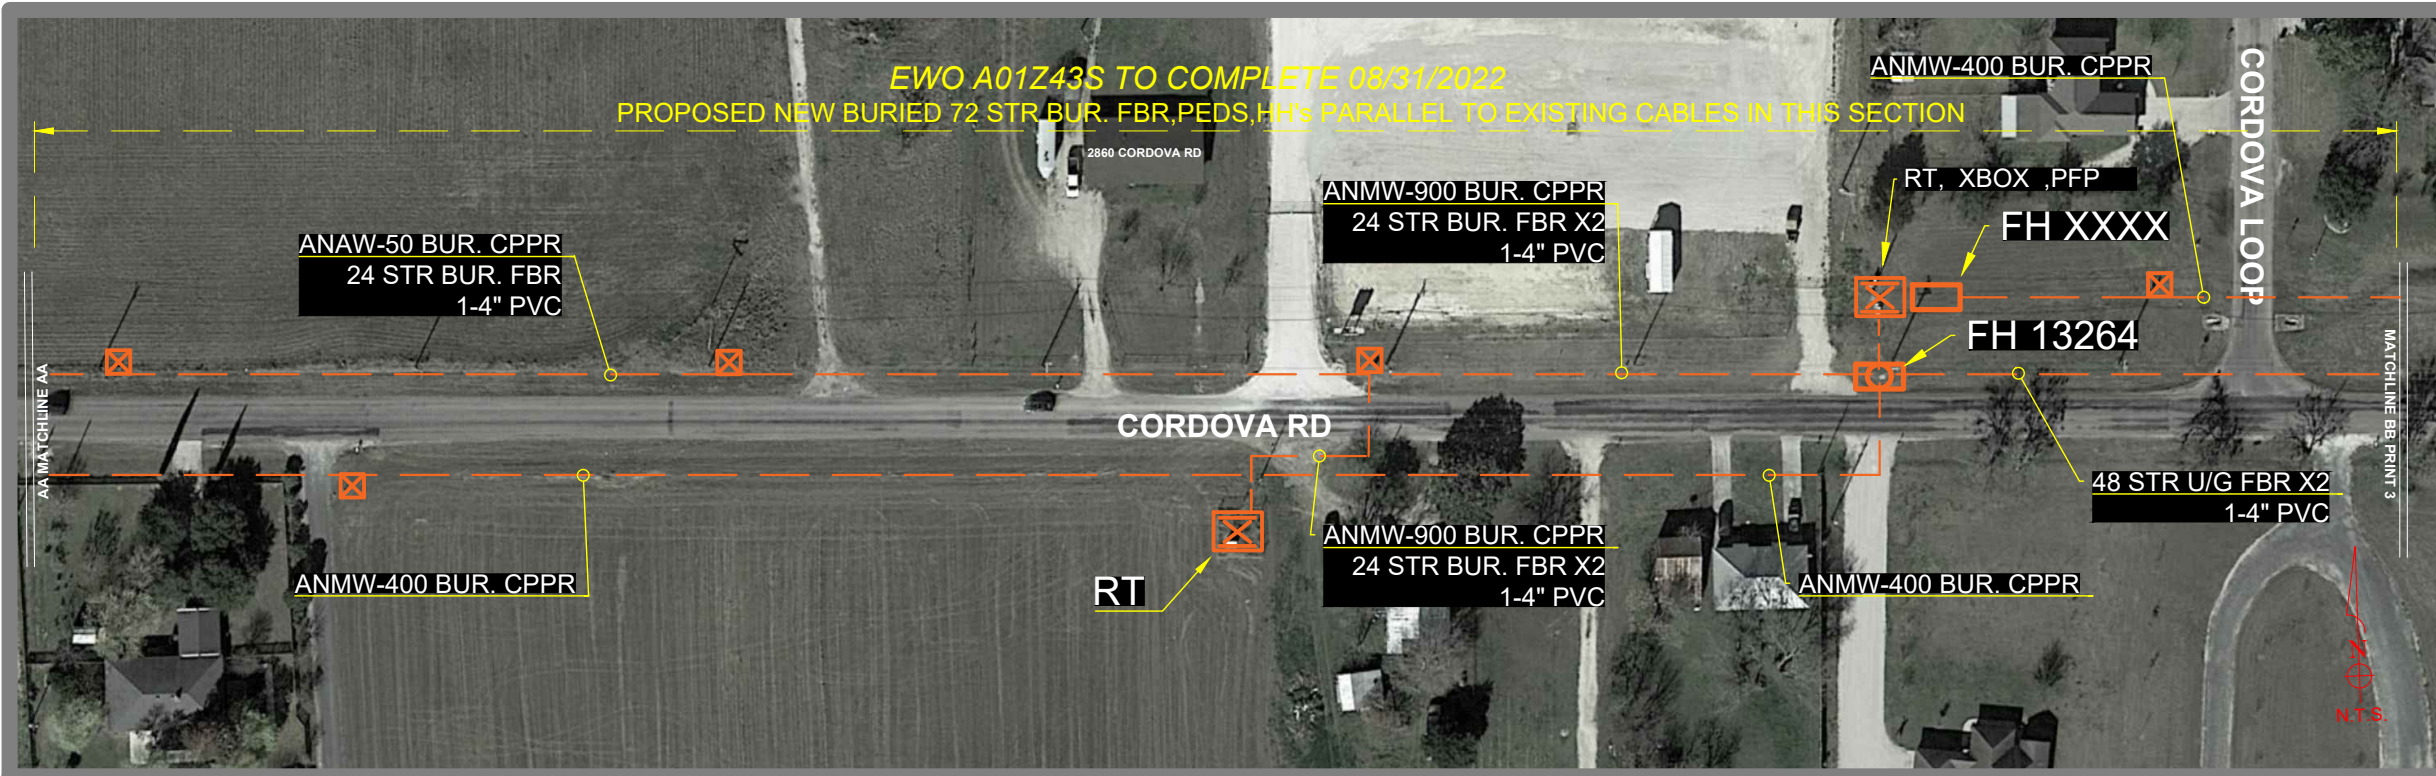 EWO A01Z43S TO COMPLETE 08/31/2022
PROPOSED NEW BURIED 72 STR BUR. FBR,PEDS,HH's PARALLEL TO EXISTING CABLES IN THIS SECTION
2860 CORDOVA RD
ANMW-400 BUR. CPPR
CORDOVA LOOP
RT, XBOX ,PFP
FH XXXX
ANMW-900 BUR. CPPR
24 STR BUR. FBR X2
1-4" PVC
ANAW-50 BUR. CPPR
24 STR BUR. FBR
1-4" PVC
FH 13264
AA MATCHLINE AA
MATCHLINE BB PRINT 3
CORDOVA RD
48 STR U/G FBR X2
1-4" PVC
ANMW-400 BUR. CPPR
RT
ANMW-900 BUR. CPPR
24 STR BUR. FBR X2
1-4" PVC
ANMW-400 BUR. CPPR
N
N.T.S.